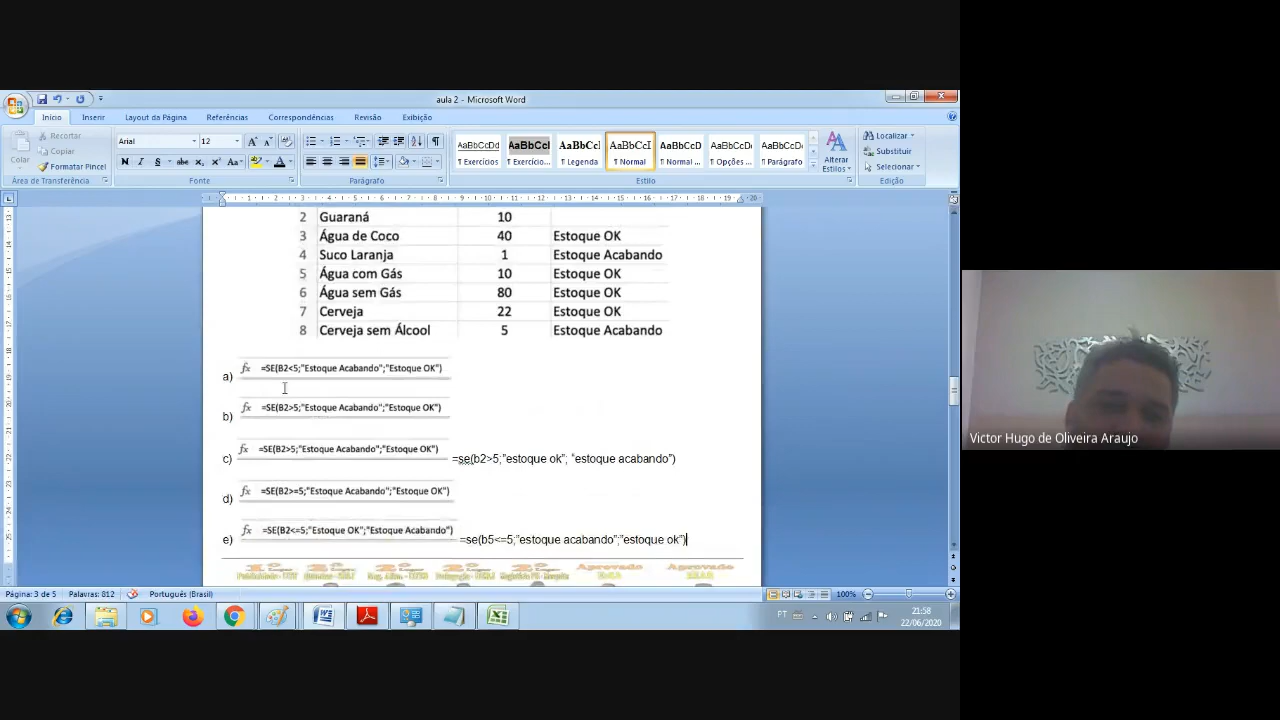 aula 2 - Microsoft Word
Início Inserir Layout da Página Referências Correspondências Revisão Exibição
Colar Recortar Copiar Formatar Pincel
Área de Transferência
Arial 12
Fonte
Parágrafo
AaBbCcDd AaBbCcI AaBbCc AaBbCcI AaBbCcD AaBbCcDc AaBbCcDc
¶ Exercícios ¶ Exercício... ¶ Legenda ¶ Normal ¶ Normal ... ¶ Opções ... ¶ Parágrafo
Alterar Estilos
Estilo
Localizar
Substituir
Selecionar
Edição
2 Guaraná 10
3 Água de Coco 40 Estoque OK
4 Suco Laranja 1 Estoque Acabando
5 Água com Gás 10 Estoque OK
6 Água sem Gás 80 Estoque OK
7 Cerveja 22 Estoque OK
8 Cerveja sem Álcool 5 Estoque Acabando
a) fx =SE(B2<5;"Estoque Acabando";"Estoque OK")
b) fx =SE(B2>5;"Estoque Acabando";"Estoque OK")
c) fx =SE(B2>5;"Estoque Acabando";"Estoque OK") =se(b2>5;"estoque ok"; "estoque acabando")
d) fx =SE(B2>=5;"Estoque Acabando";"Estoque OK")
e) fx =SE(B2<=5;"Estoque OK";"Estoque Acabando") =se(b5<=5;"estoque acabando";"estoque ok")
Página: 3 de 5 Palavras: 812 Português (Brasil) 100%
PT 21:58
22/06/2020
Victor Hugo de Oliveira Araujo